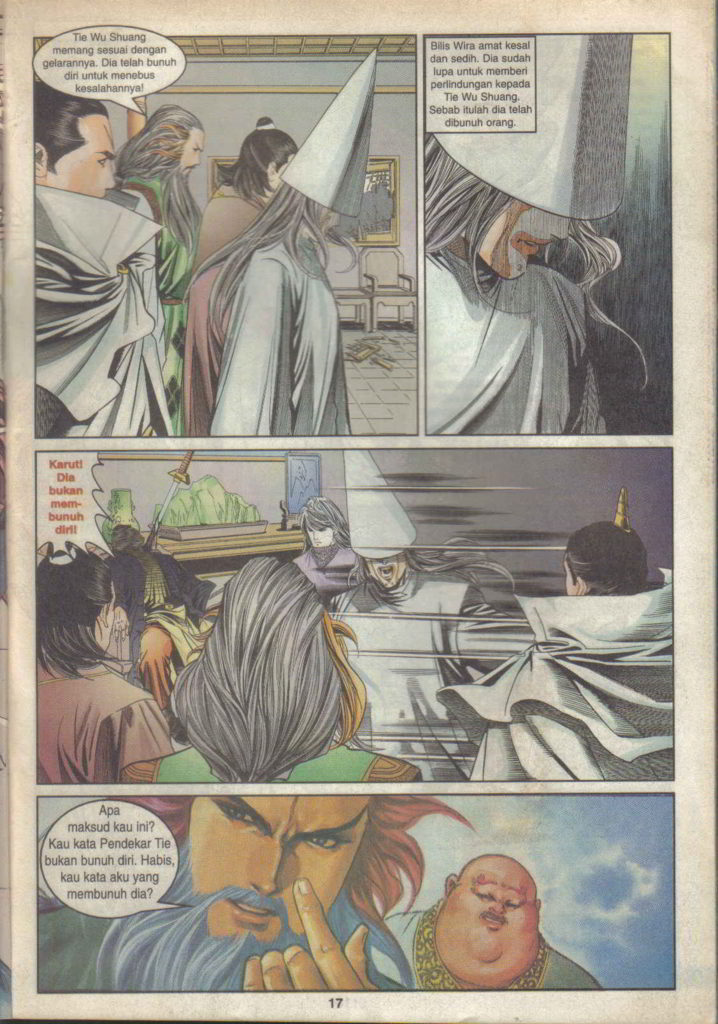 Tie Wu Shuang
memang sesuai dengan
gelarannya. Dia telah bunuh
diri untuk menebus
kesalahannya!
Bilis Wira amat kesal
dan sedih. Dia sudah
lupa untuk memberi
perlindungan kepada
Tie Wu Shuang.
Sebab itulah dia telah
dibunuh orang.
Karut!
Dia
bukan
mem-
bunuh
diri!
Apa
maksud kau ini?
Kau kata Pendekar Tie
bukan bunuh diri. Habis,
kau kata aku yang
membunuh dia?
17